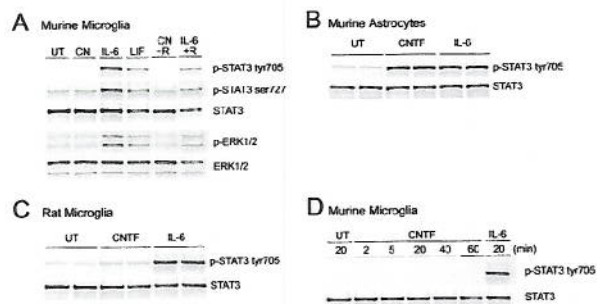 A Murine Microglia
UT CN IL-6 LIF CN +R IL-6 +R
p-STAT3 tyr705
p-STAT3 ser727
STAT3
p-ERK1/2
ERK1/2
B Murine Astrocytes
UT CNTF IL-6
p-STAT3 tyr705
STAT3
C Rat Microglia
UT CNTF IL-6
p-STAT3 tyr705
STAT3
D Murine Microglia
UT CNTF IL-6
20 2 5 20 40 60 20 (min)
p-STAT3 tyr705
STAT3